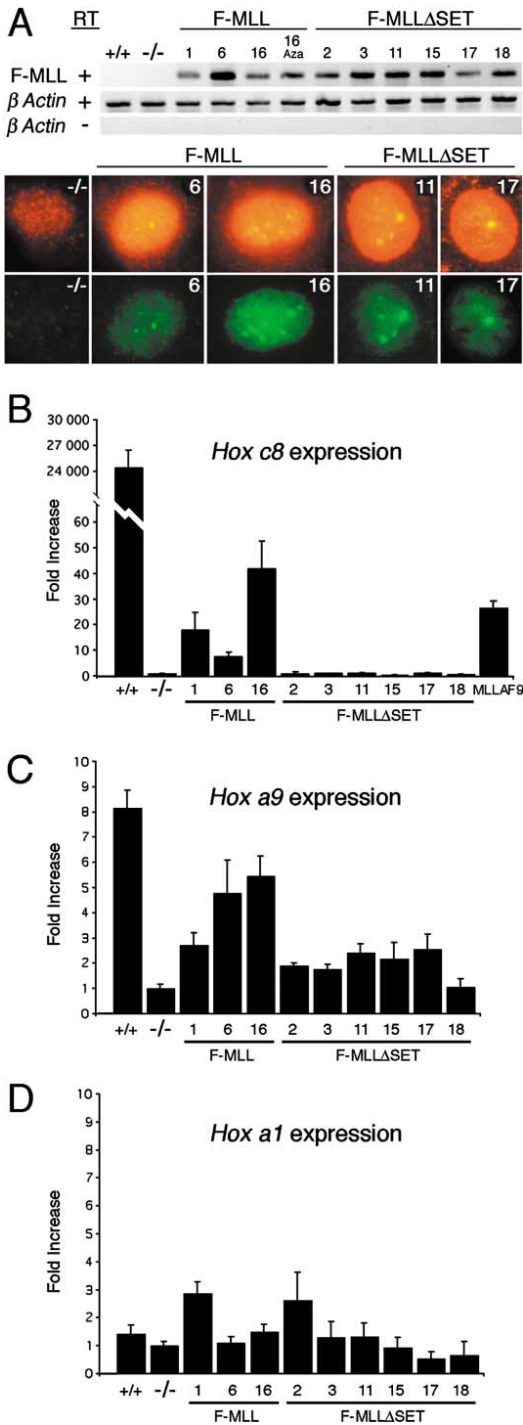 A
RT
F-MLL
F-MLLΔSET
+/+ -/- 1 6 16 16 Aza 2 3 11 15 17 18
F-MLL +
β Actin +
β Actin -
F-MLL
F-MLLΔSET
-/- 6 16 11 17
-/- 6 16 11 17
B
Hox c8 expression
Fold Increase
30 000
27 000
24 000
60
50
40
30
20
10
0
+/+ -/- 1 6 16 2 3 11 15 17 18 MLLAF9
F-MLL F-MLLΔSET
C
Hox a9 expression
Fold Increase
10
9
8
7
6
5
4
3
2
1
0
+/+ -/- 1 6 16 2 3 11 15 17 18
F-MLL F-MLLΔSET
D
Hox a1 expression
Fold Increase
10
9
8
7
6
5
4
3
2
1
0
+/+ -/- 1 6 16 2 3 11 15 17 18
F-MLL F-MLLΔSET